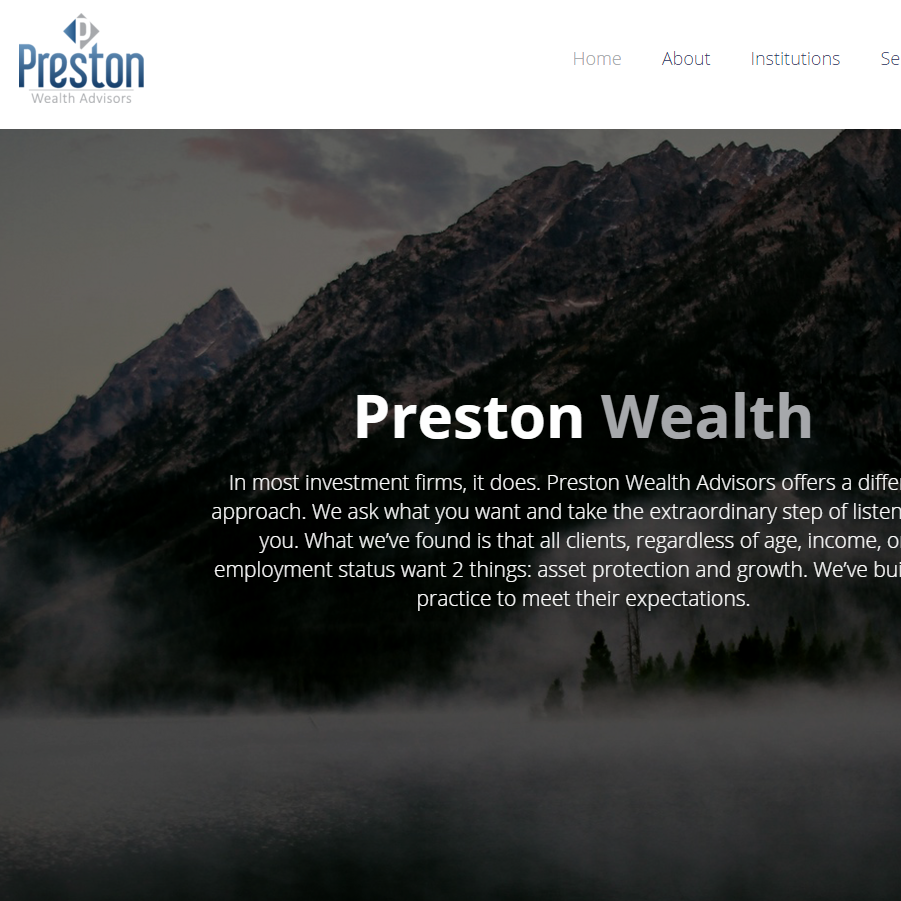 Preston
Wealth Advisors
Home About Institutions Se
Preston Wealth
In most investment firms, it does. Preston Wealth Advisors offers a differ
approach. We ask what you want and take the extraordinary step of listen
you. What we’ve found is that all clients, regardless of age, income, o
employment status want 2 things: asset protection and growth. We’ve bui
practice to meet their expectations.